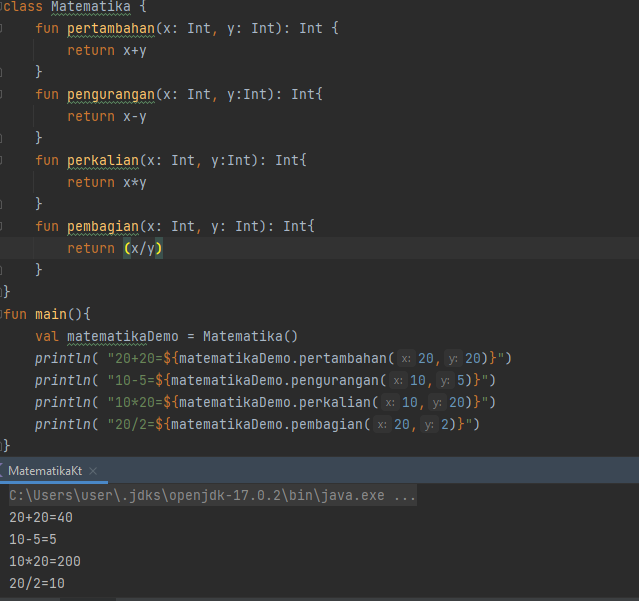 class Matematika {
fun pertambahan(x: Int, y: Int): Int {
return x+y
}
fun pengurangan(x: Int, y:Int): Int{
return x-y
}
fun perkalian(x: Int, y:Int): Int{
return x*y
}
fun pembagian(x: Int, y: Int): Int{
return (x/y)
}
}
fun main(){
val matematikaDemo = Matematika()
println( "20+20=${matematikaDemo.pertambahan( x: 20, y: 20)}")
println( "10-5=${matematikaDemo.pengurangan( x: 10, y: 5)}")
println( "10*20=${matematikaDemo.perkalian( x: 10, y: 20)}")
println( "20/2=${matematikaDemo.pembagian( x: 20, y: 2)}")
}
MatematikaKt ×
C:\Users\user\.jdks\openjdk-17.0.2\bin\java.exe ...
20+20=40
10-5=5
10*20=200
20/2=10